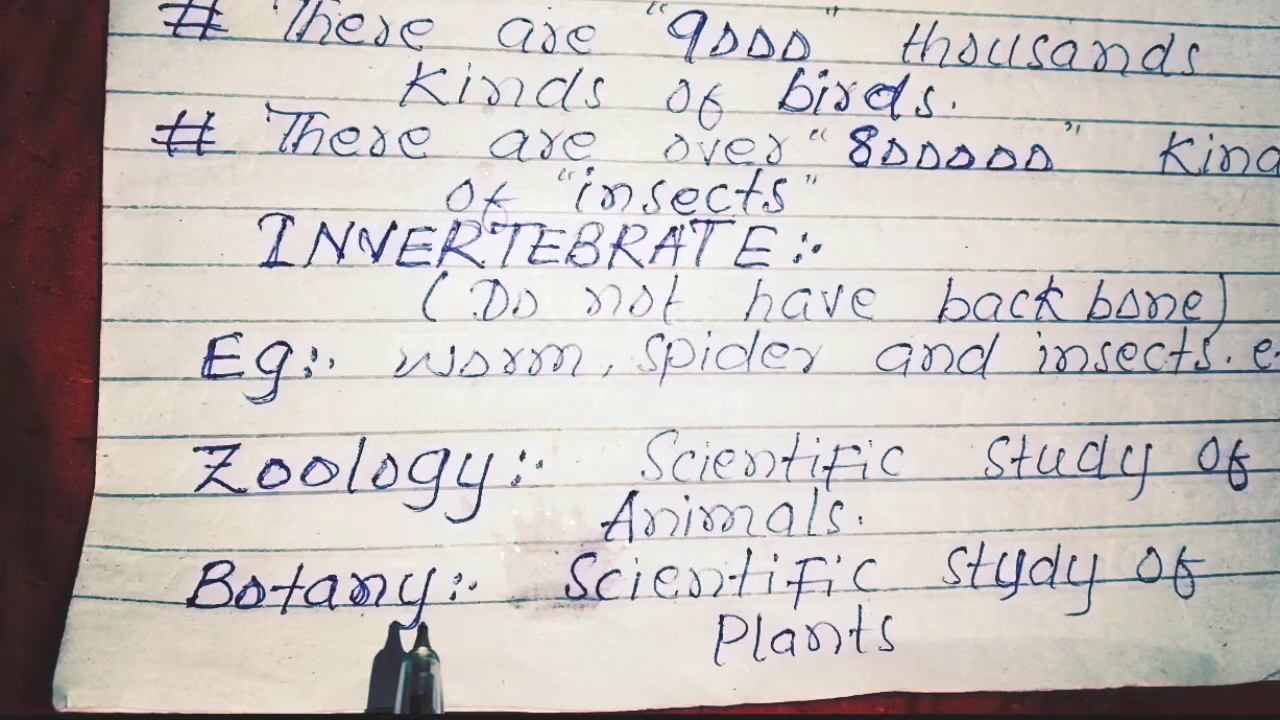 # There are "9000" thousands
kinds of birds.
# There are over "800000" Kind
of "insects"
INVERTEBRATE:-
(Do not have back bone)
Eg:- worm, spider and insects. e
Zoology:- Scientific study of
Animals.
Botany:- Scientific study of
Plants